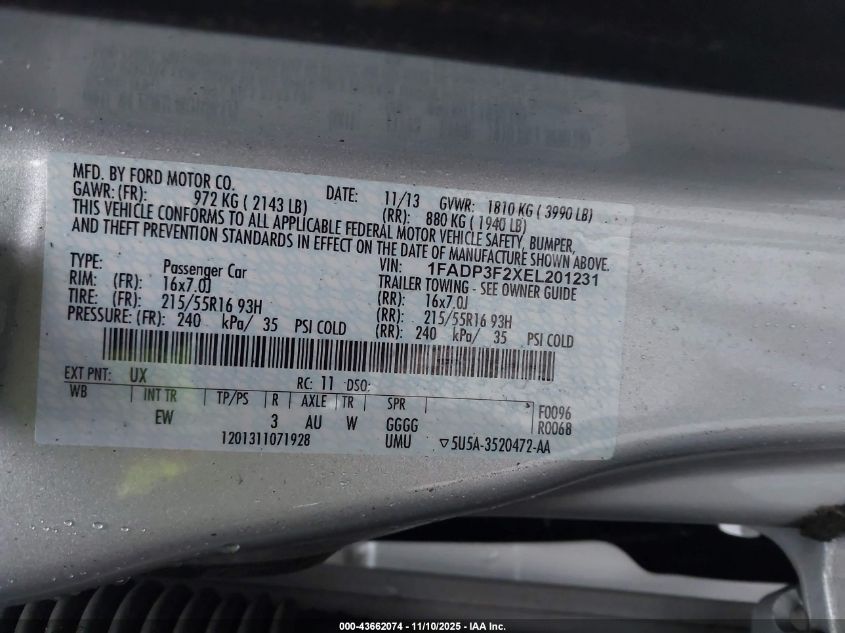 MFD. BY FORD MOTOR CO. DATE: 11/13 GVWR: 1810 KG ( 3990 LB)
GAWR: (FR): 972 KG ( 2143 LB) (RR): 880 KG ( 1940 LB)
THIS VEHICLE CONFORMS TO ALL APPLICABLE FEDERAL MOTOR VEHICLE SAFETY, BUMPER,
AND THEFT PREVENTION STANDARDS IN EFFECT ON THE DATE OF MANUFACTURE SHOWN ABOVE.
VIN: 1FADP3F2XEL201231
TYPE: Passenger Car TRAILER TOWING - SEE OWNER GUIDE
RIM: (FR): 16x7.0J (RR): 16x7.0J
TIRE: (FR): 215/55R16 93H (RR): 215/55R16 93H
PRESSURE: (FR): 240 kPa/ 35 PSI COLD (RR): 240 kPa/ 35 PSI COLD
EXT PNT: UX RC: 11 DSO:
WB INT TR TP/PS R AXLE TR SPR F0096
EW 3 AU W GGGG R0068
1201311071928 UMU ▽5U5A-3520472-AA
000-43662074 — 11/10/2025 — IAA Inc.